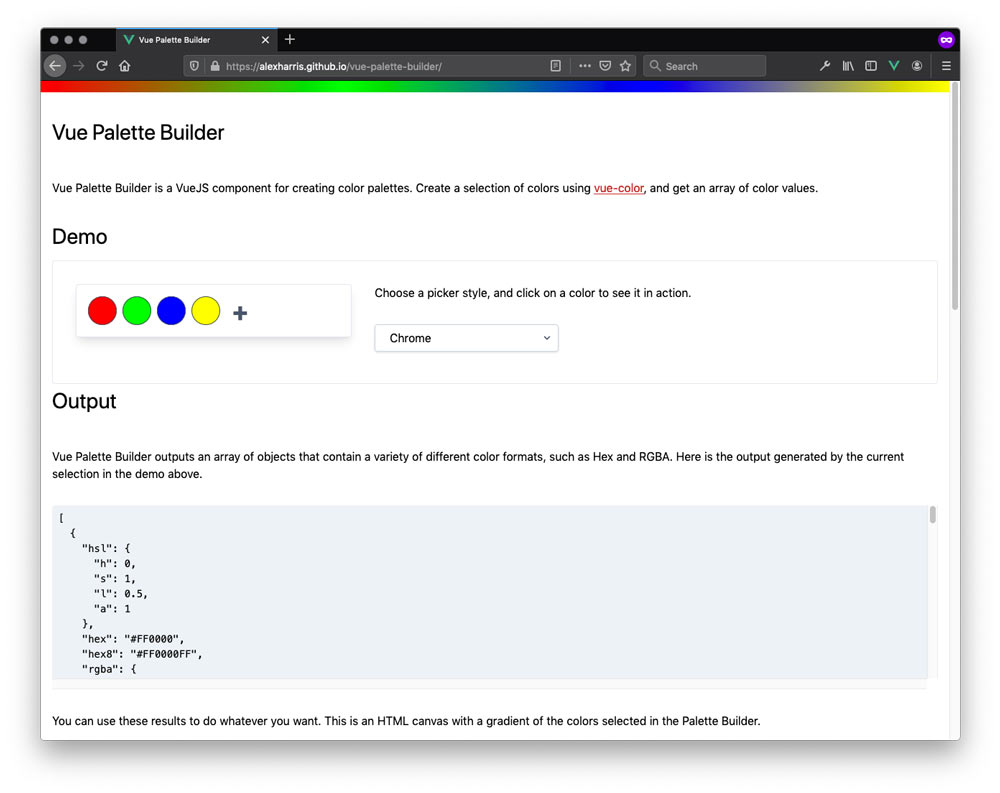 Vue Palette Builder
https://alexharris.github.io/vue-palette-builder/
Search
Vue Palette Builder
Vue Palette Builder is a VueJS component for creating color palettes. Create a selection of colors using vue-color, and get an array of color values.
Demo
Choose a picker style, and click on a color to see it in action.
Chrome
Output
Vue Palette Builder outputs an array of objects that contain a variety of different color formats, such as Hex and RGBA. Here is the output generated by the current
selection in the demo above.
[
  {
    "hsl": {
      "h": 0,
      "s": 1,
      "l": 0.5,
      "a": 1
    },
    "hex": "#FF0000",
    "hex8": "#FF0000FF",
    "rgba": {
You can use these results to do whatever you want. This is an HTML canvas with a gradient of the colors selected in the Palette Builder.